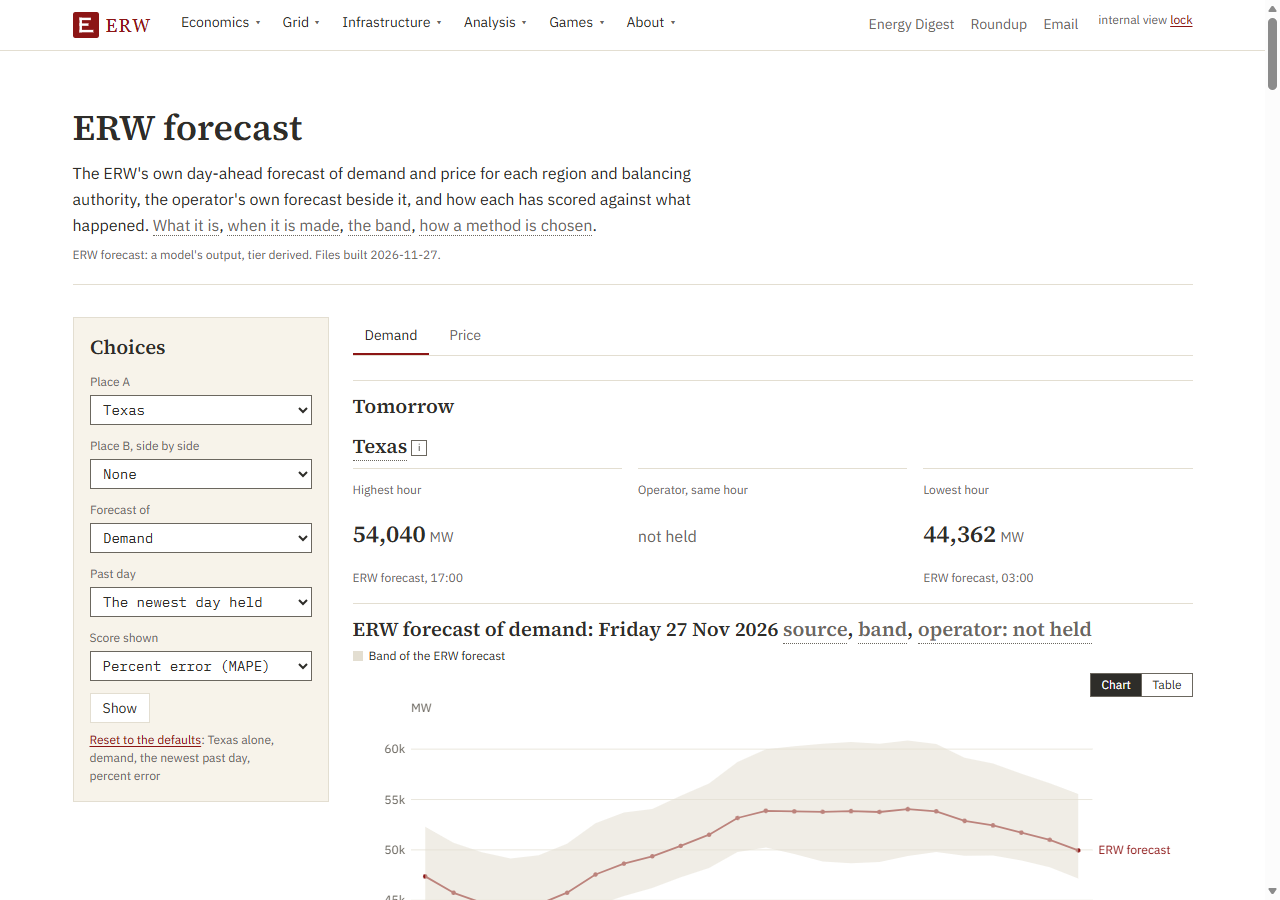 E ERW Economics ▾ Grid ▾ Infrastructure ▾ Analysis ▾ Games ▾ About ▾ Energy Digest Roundup Email internal view lock
ERW forecast
The ERW's own day-ahead forecast of demand and price for each region and balancing
authority, the operator's own forecast beside it, and how each has scored against what
happened. What it is, when it is made, the band, how a method is chosen.
ERW forecast: a model's output, tier derived. Files built 2026-11-27.
Choices
Place A
Texas
Place B, side by side
None
Forecast of
Demand
Past day
The newest day held
Score shown
Percent error (MAPE)
Show
Reset to the defaults: Texas alone,
demand, the newest past day,
percent error
Demand Price
Tomorrow
Texas i
Highest hour
54,040 MW
ERW forecast, 17:00
Operator, same hour
not held
Lowest hour
44,362 MW
ERW forecast, 03:00
ERW forecast of demand: Friday 27 Nov 2026 source, band, operator: not held
Band of the ERW forecast
Chart Table
MW
60k
55k
50k
45k
ERW forecast